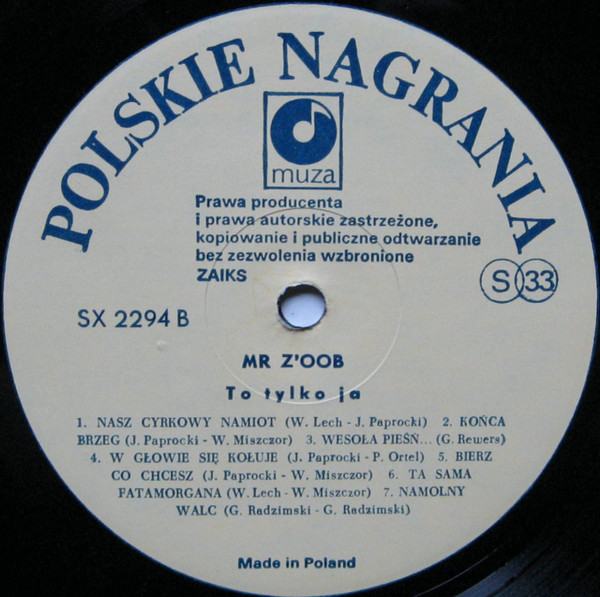 POLSKIE NAGRANIA
muza
Prawa producenta
i prawa autorskie zastrzeżone,
kopiowanie i publiczne odtwarzanie
bez zezwolenia wzbronione
ZAIKS
S 33
SX 2294 B
MR Z'OOB
To tylko ja
1. NASZ CYRKOWY NAMIOT (W. Lech - J. Paprocki) 2. KOŃCA
BRZEG (J. Paprocki - W. Miszczor) 3. WESOŁA PIEŚŃ... (G. Rewers)
4. W GŁOWIE SIĘ KOŁUJE (J. Paprocki - P. Ortel) 5. BIERZ
CO CHCESZ (J. Paprocki - W. Miszczor) 6. TA SAMA
FATAMORGANA (W. Lech - W. Miszczor) 7. NAMOLNY
WALC (G. Radzimski - G. Radzimski)
Made in Poland